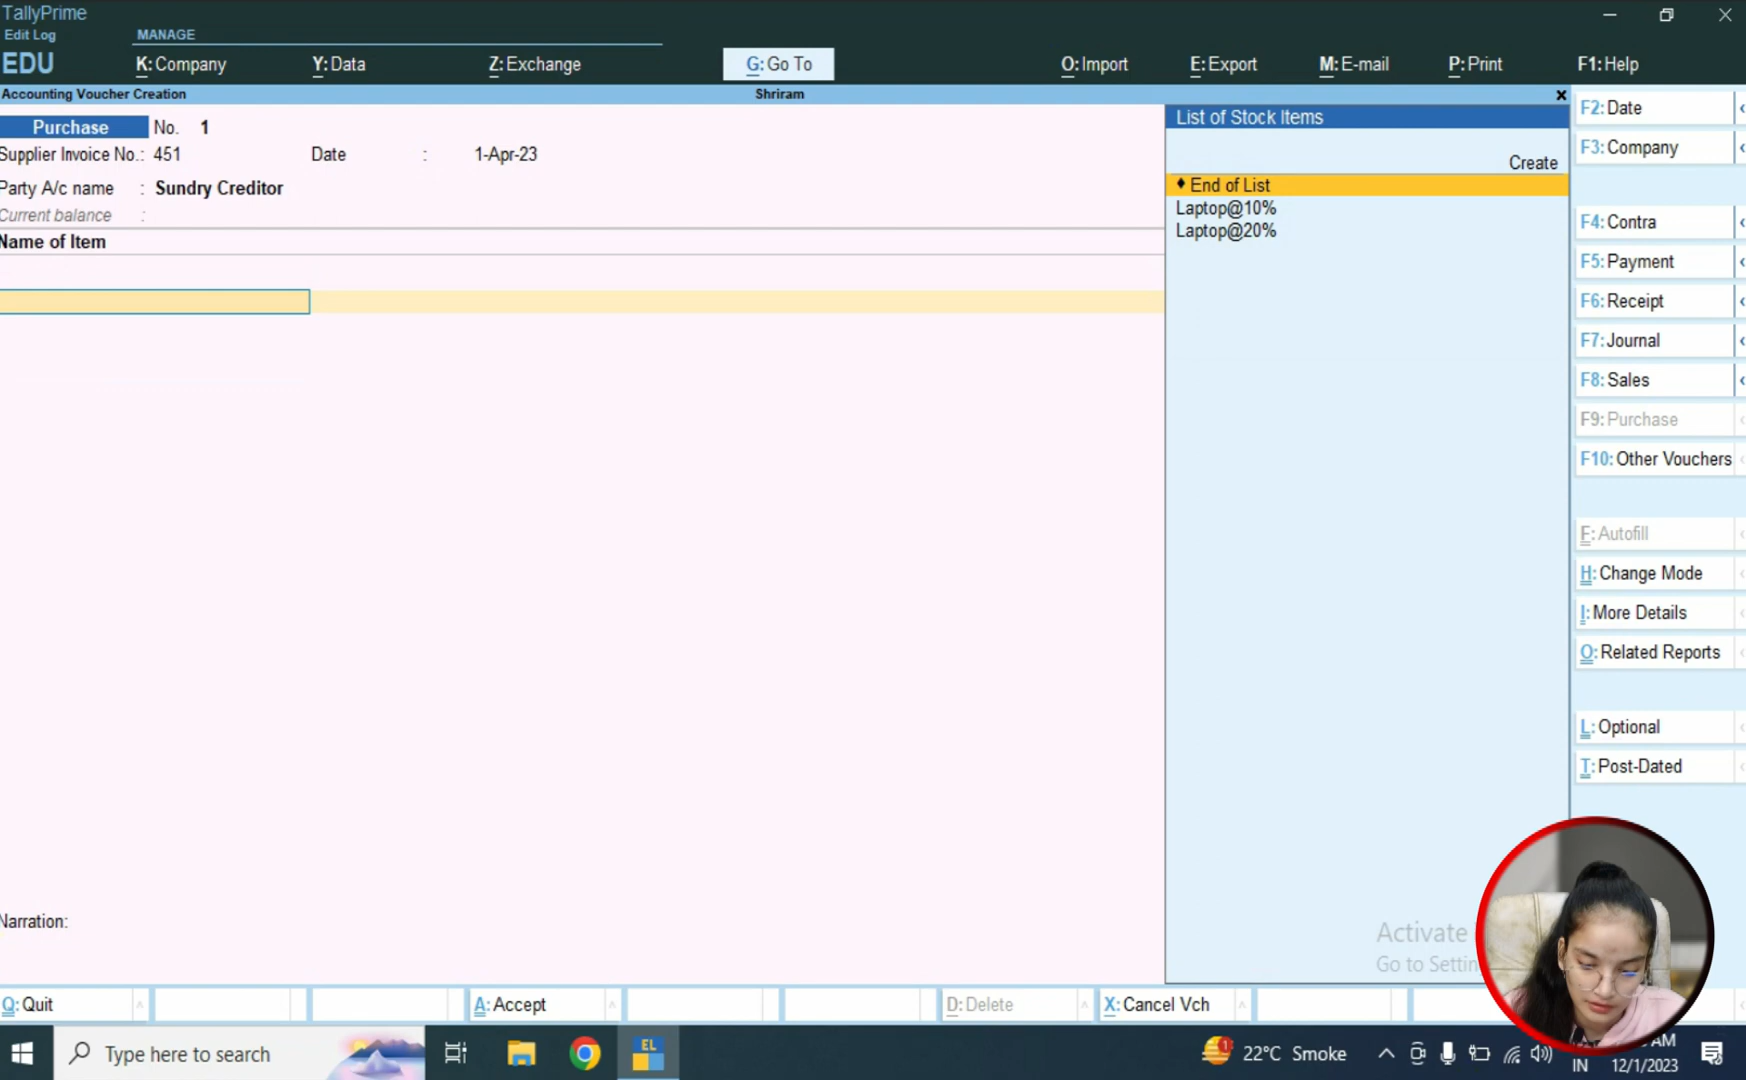 TallyPrime
Edit Log
MANAGE
EDU
K:Company
Y:Data
Z:Exchange
G:Go To
O:Import
E:Export
M:E-mail
P:Print
F1:Help
Accounting Voucher Creation
Shriram
Purchase No. 1
Supplier Invoice No.: 451 Date : 1-Apr-23
Party A/c name : Sundry Creditor
Current balance :
Name of Item
Narration:
List of Stock Items
Create
♦ End of List
Laptop@10%
Laptop@20%
F2:Date
F3:Company
F4:Contra
F5:Payment
F6:Receipt
F7:Journal
F8:Sales
F9:Purchase
F10:Other Vouchers
F:Autofill
H:Change Mode
I:More Details
O:Related Reports
L:Optional
T:Post-Dated
Activate
Go to
Q:Quit
A:Accept
D:Delete
X:Cancel Vch
Type here to search
EL
1
22°C Smoke
AM
IN
12/1/2023